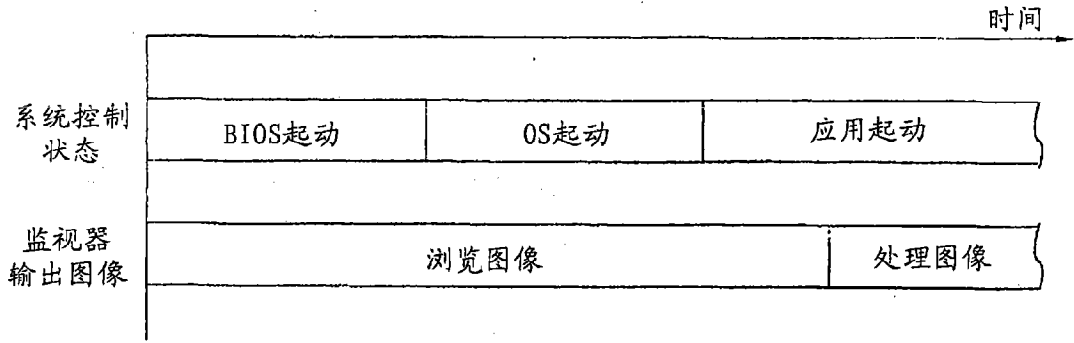 时间
系统控制
状态
BIOS起动
OS起动
应用起动
监视器
输出图像
浏览图像
处理图像